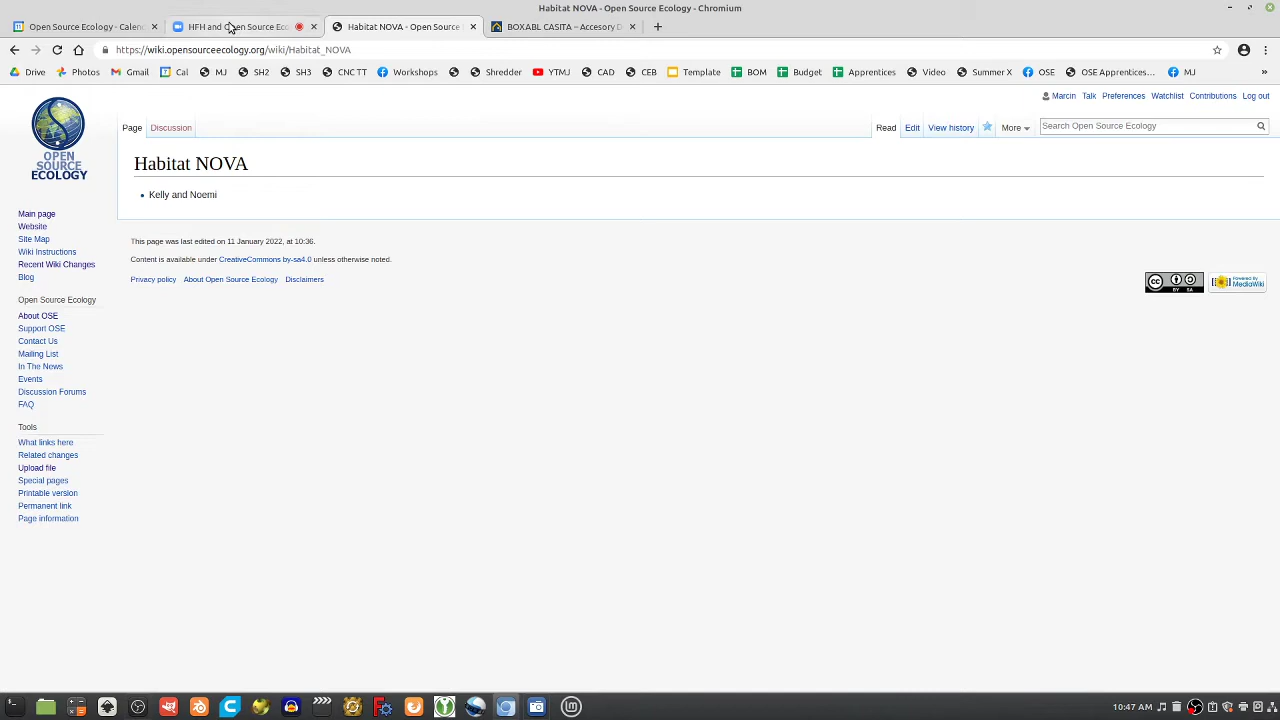 Habitat NOVA - Open Source Ecology - Chromium
Open Source Ecology - Calen
HFH and Open Source Eco
Habitat NOVA - Open Source
BOXABL CASITA – Accesory D
https://wiki.opensourceecology.org/wiki/Habitat_NOVA
Drive Photos Gmail Cal MJ SH2 SH3 CNC TT Workshops Shredder YTMJ CAD CEB Template BOM Budget Apprentices Video Summer X OSE OSE Apprentices... MJ »
Marcin Talk Preferences Watchlist Contributions Log out
Page Discussion Read Edit View history More Search Open Source Ecology
OPEN
SOURCE
ECOLOGY
Habitat NOVA
Kelly and Noemi
This page was last edited on 11 January 2022, at 10:36.
Content is available under CreativeCommons by-sa4.0 unless otherwise noted.
Privacy policy About Open Source Ecology Disclaimers
cc BY SA
Powered By MediaWiki
Main page
Website
Site Map
Wiki Instructions
Recent Wiki Changes
Blog
Open Source Ecology
About OSE
Support OSE
Contact Us
Mailing List
In The News
Events
Discussion Forums
FAQ
Tools
What links here
Related changes
Upload file
Special pages
Printable version
Permanent link
Page information
10:47 AM